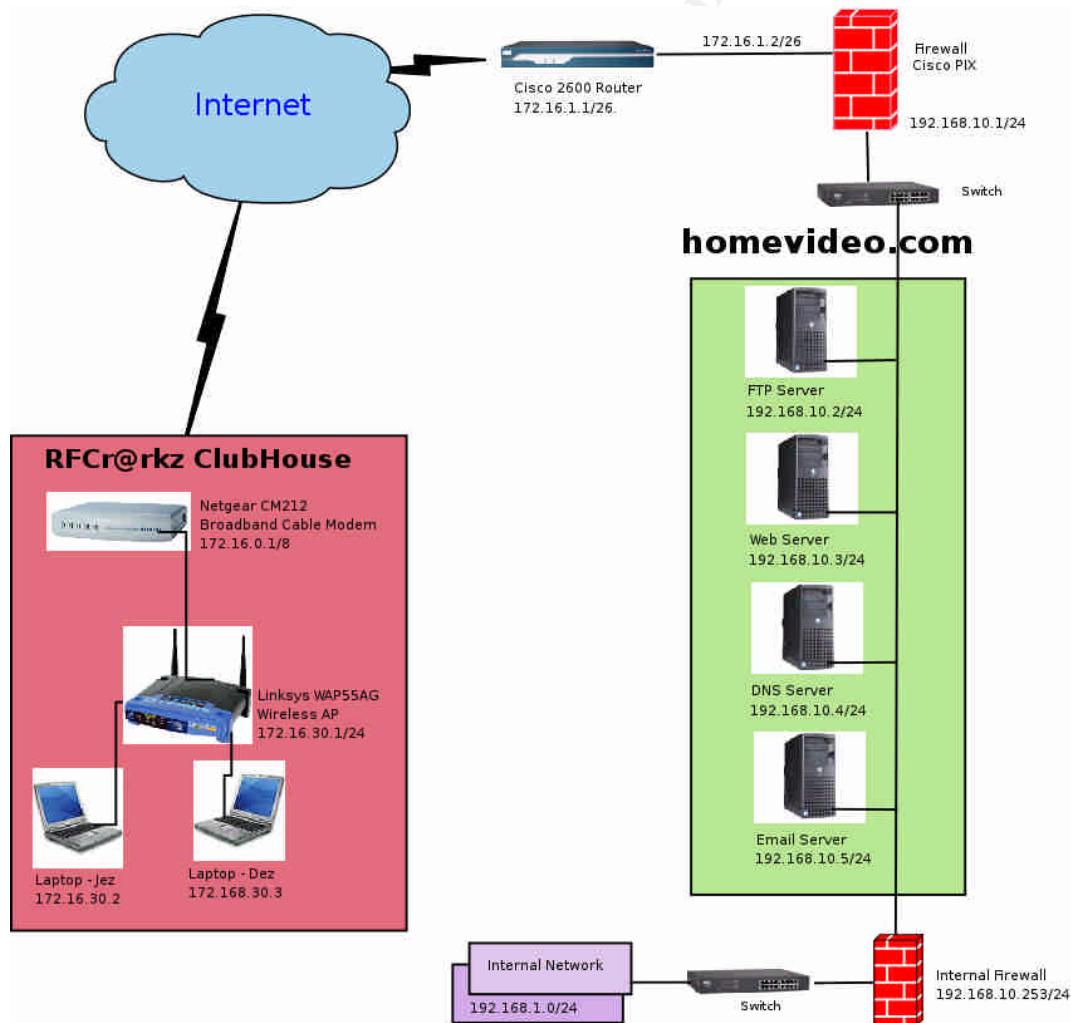 Internet
Cisco 2600 Router
172.16.1.1/26.
172.16.1.2/26
Firewall
Cisco PIX
192.168.10.1/24
Switch
homevideo.com
FTP Server
192.168.10.2/24
Web Server
192.168.10.3/24
DNS Server
192.168.10.4/24
Email Server
192.168.10.5/24
RFCr@rkz ClubHouse
Netgear CM212
Broadband Cable Modem
172.16.0.1/8
Linksys WAP55AG
Wireless AP
172.16.30.1/24
Laptop - Jez
172.16.30.2
Laptop - Dez
172.168.30.3
Internal Network
192.168.1.0/24
Switch
Internal Firewall
192.168.10.253/24